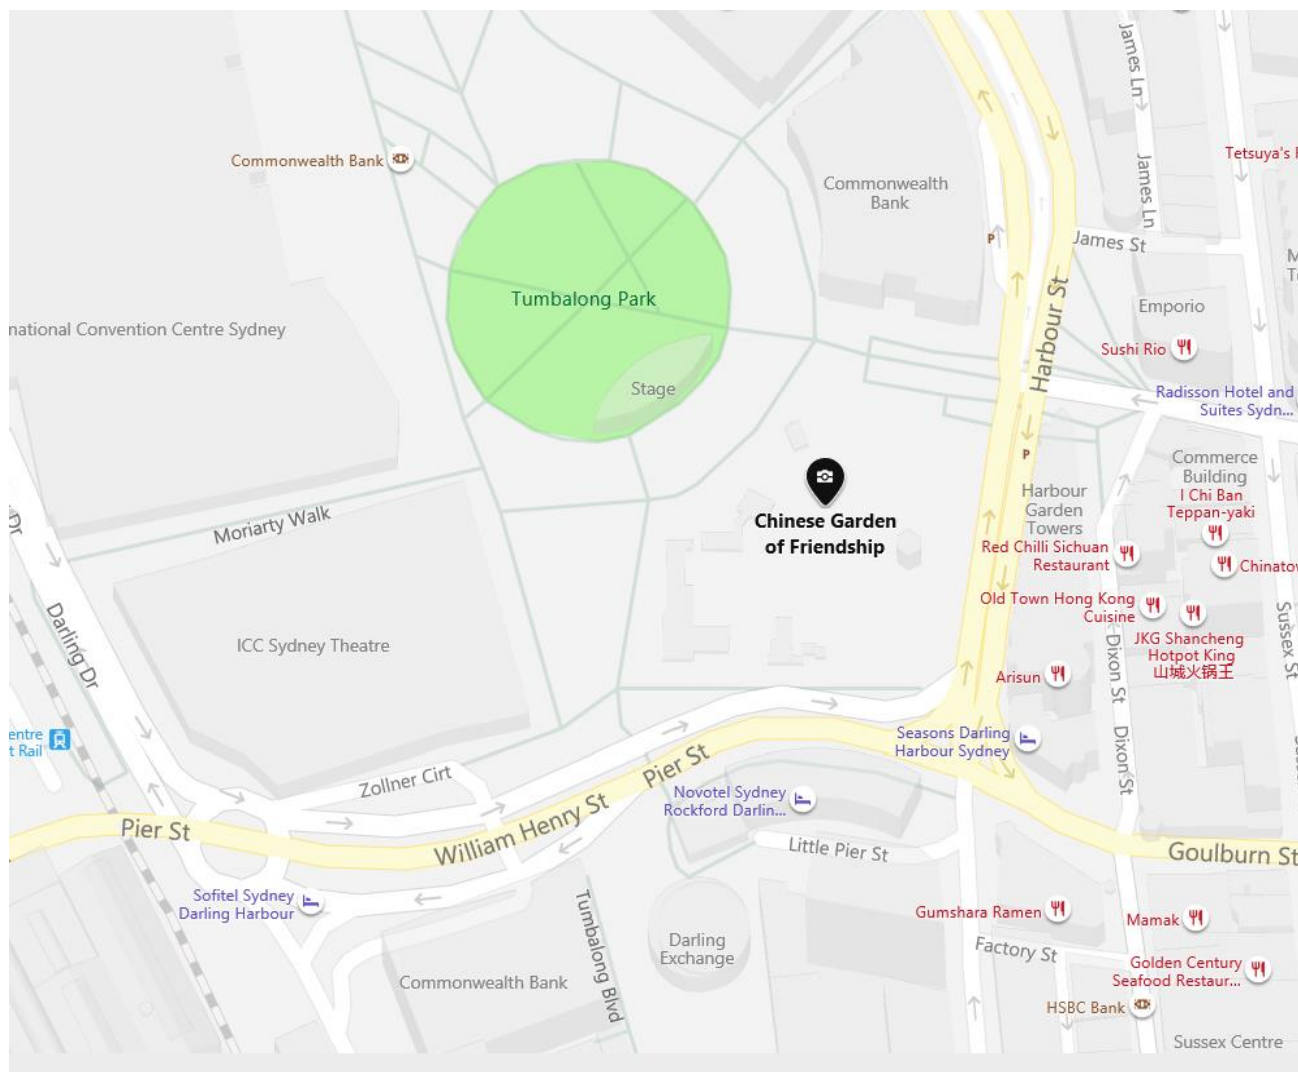 James Ln
Commonwealth Bank
Tetsuya's
James Ln
Commonwealth
Bank
P
James St
Tumbalong Park
Emporio
Harbour St
national Convention Centre Sydney
Sushi Rio
Stage
Radisson Hotel and
Suites Sydn...
P
Commerce
Building
Harbour
Garden
Towers
I Chi Ban
Teppan-yaki
Chinese Garden
of Friendship
Moriarty Walk
Red Chilli Sichuan
Restaurant
Chinatow
Dr
Old Town Hong Kong
Cuisine
JKG Shancheng
Hotpot King
山城火锅王
Sussex St
Darling Dr
ICC Sydney Theatre
Arisun
Dixon St
entre
t Rail
Seasons Darling
Harbour Sydney
Dixon St
Zollner Cirt
Pier St
Novotel Sydney
Rockford Darlin...
Pier St
William Henry St
Little Pier St
Goulburn St
Sofitel Sydney
Darling Harbour
Tumbalong Blvd
Gumshara Ramen
Mamak
Darling
Exchange
Factory St
Commonwealth Bank
Golden Century
Seafood Restaur...
HSBC Bank
Sussex Centre